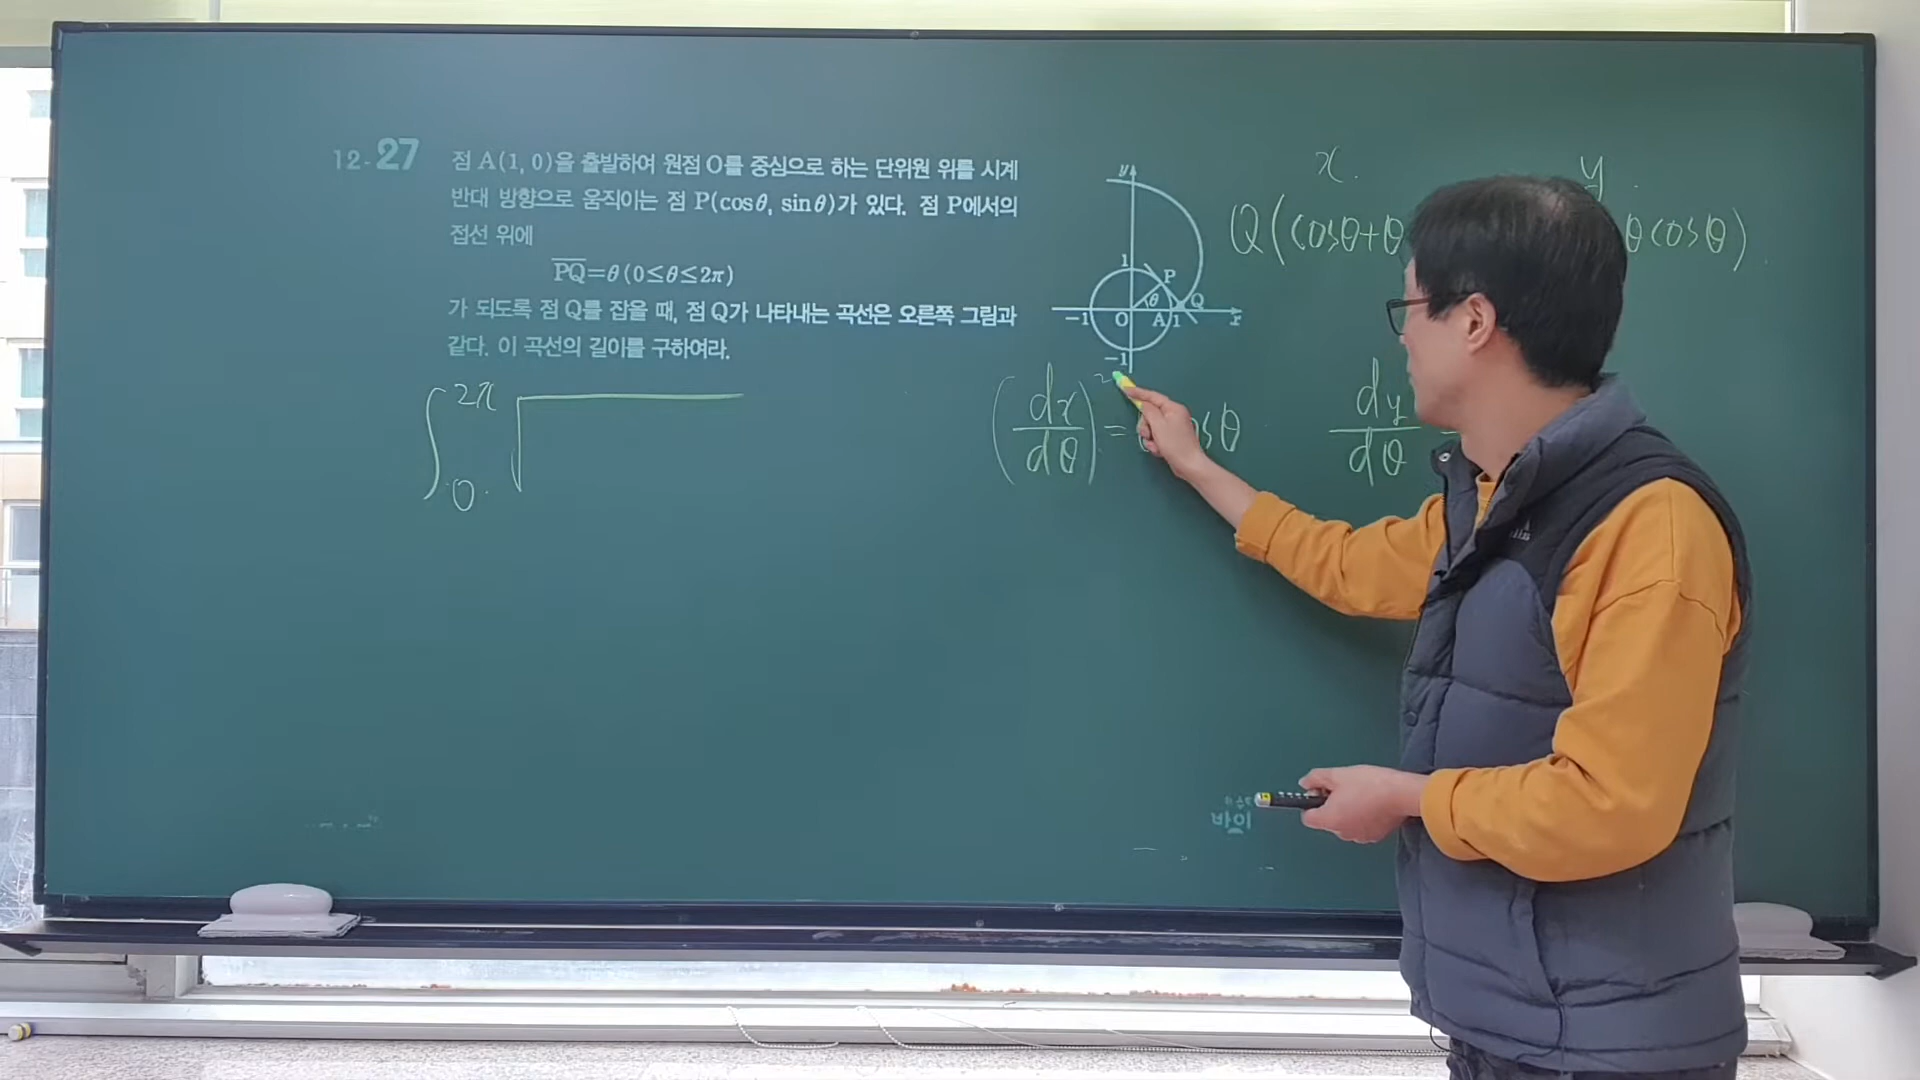 12-27
점 A(1, 0)을 출발하여 원점 O를 중심으로 하는 단위원 위를 시계
반대 방향으로 움직이는 점 P(cosθ, sinθ)가 있다. 점 P에서의
접선 위에
PQ=θ(0≤θ≤2π)
가 되도록 점 Q를 잡을 때, 점 Q가 나타내는 곡선은 오른쪽 그림과
같다. 이 곡선의 길이를 구하여라.
y
1
P
θ
Q
-1
O
A
1
x
-1
x.
y.
Q(cosθ+θ
θcosθ)
∫
2π
0
√
(dx/dθ)² =
osθ
dy/dθ
바이